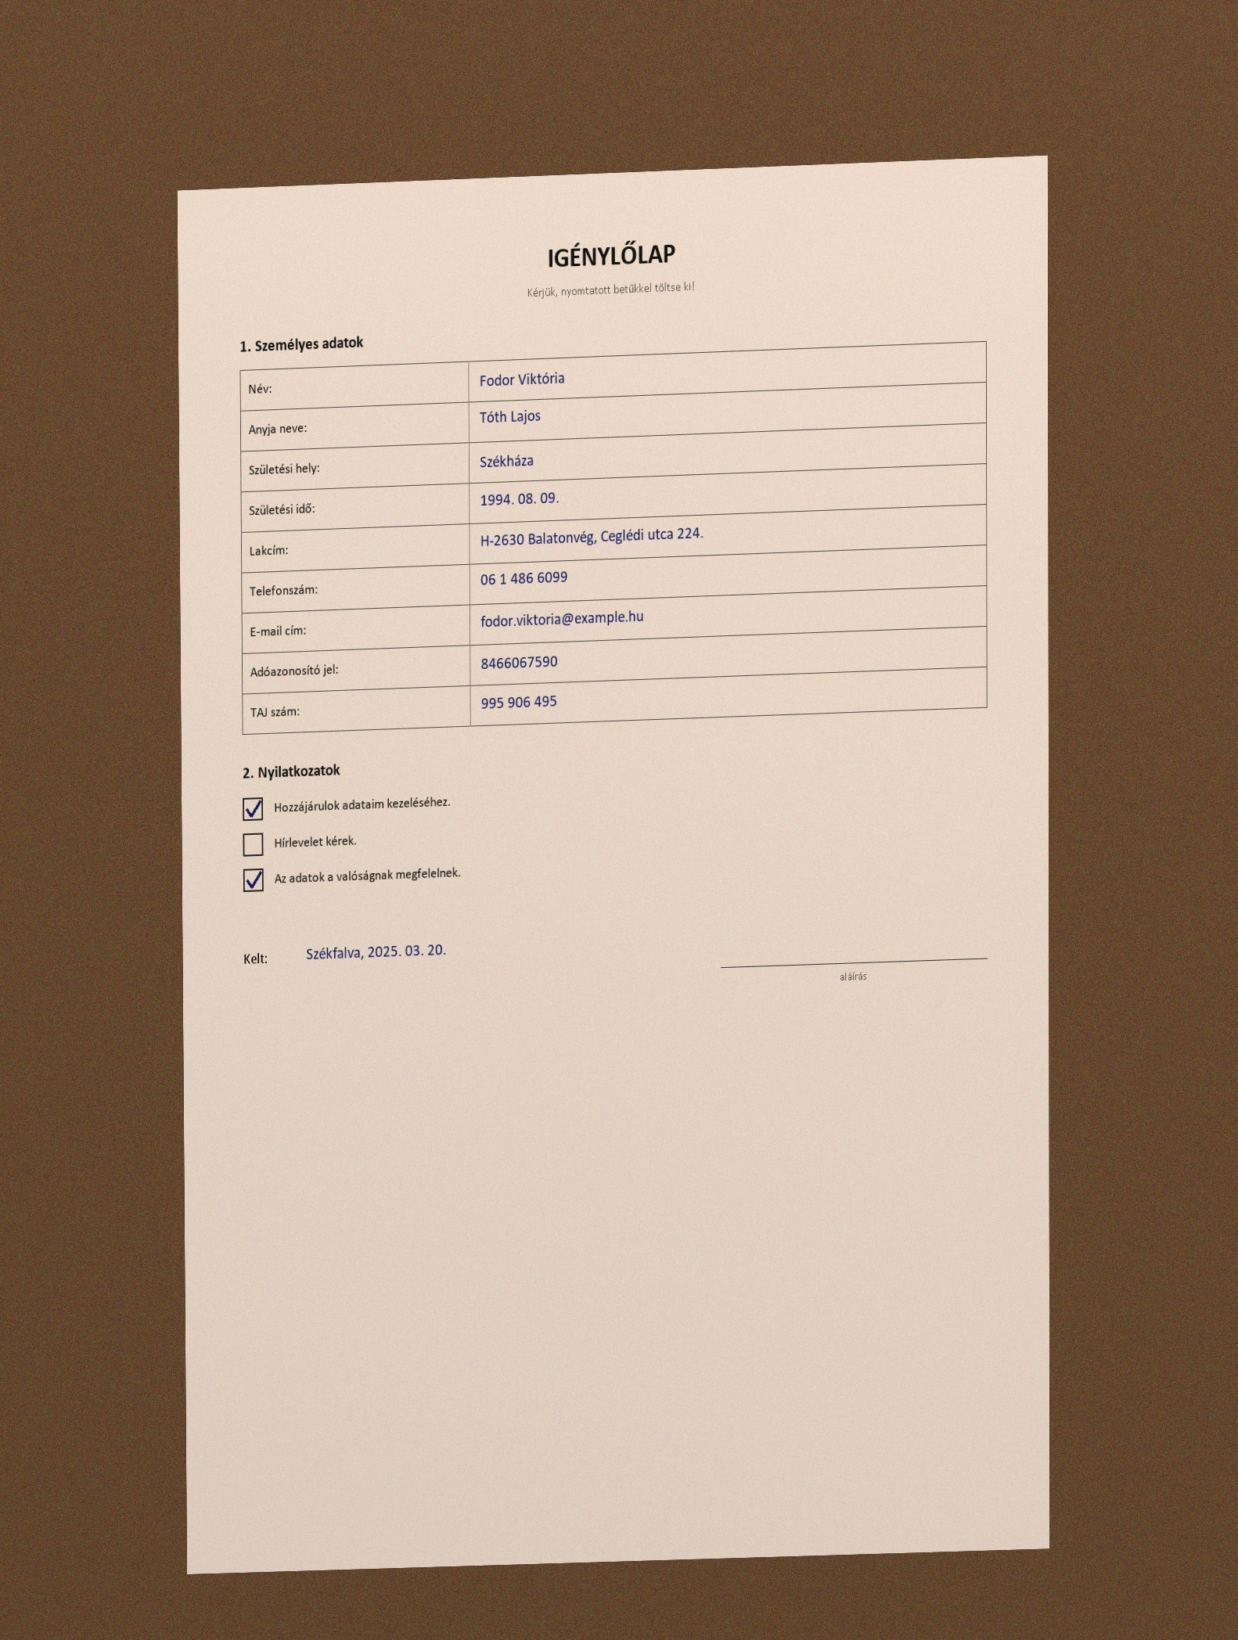 IGÉNYLŐLAP
Kérjük, nyomtatott betűkkel töltse ki!
1. Személyes adatok
Név: Fodor Viktória
Anyja neve: Tóth Lajos
Születési hely: Székháza
Születési idő: 1994. 08. 09.
Lakcím: H-2630 Balatonvég, Ceglédi utca 224.
Telefonszám: 06 1 486 6099
E-mail cím: fodor.viktoria@example.hu
Adóazonosító jel: 8466067590
TAJ szám: 995 906 495
2. Nyilatkozatok
Hozzájárulok adataim kezeléséhez.
Hírlevelet kérek.
Az adatok a valóságnak megfelelnek.
Kelt: Székfalva, 2025. 03. 20.
aláírás